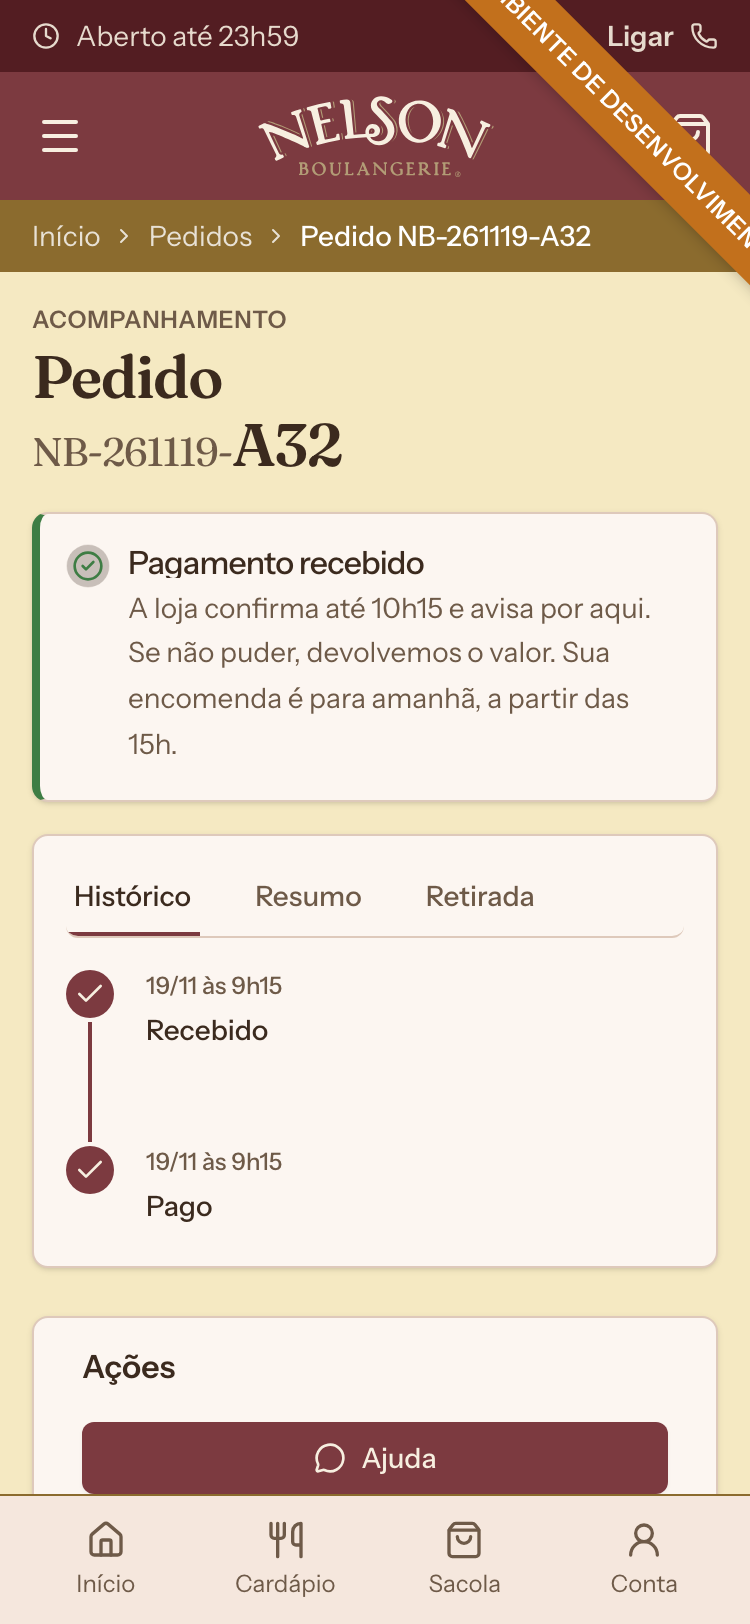 Aberto até 23h59
Ligar
NELSON
BOULANGERIE
DE DESENVOLVIMEN
Início > Pedidos > Pedido NB-261119-A32
ACOMPANHAMENTO
Pedido
NB-261119-A32
Pagamento recebido
A loja confirma até 10h15 e avisa por aqui.
Se não puder, devolvemos o valor. Sua
encomenda é para amanhã, a partir das
15h.
Histórico Resumo Retirada
19/11 às 9h15
Recebido
19/11 às 9h15
Pago
Ações
Ajuda
Início Cardápio Sacola Conta